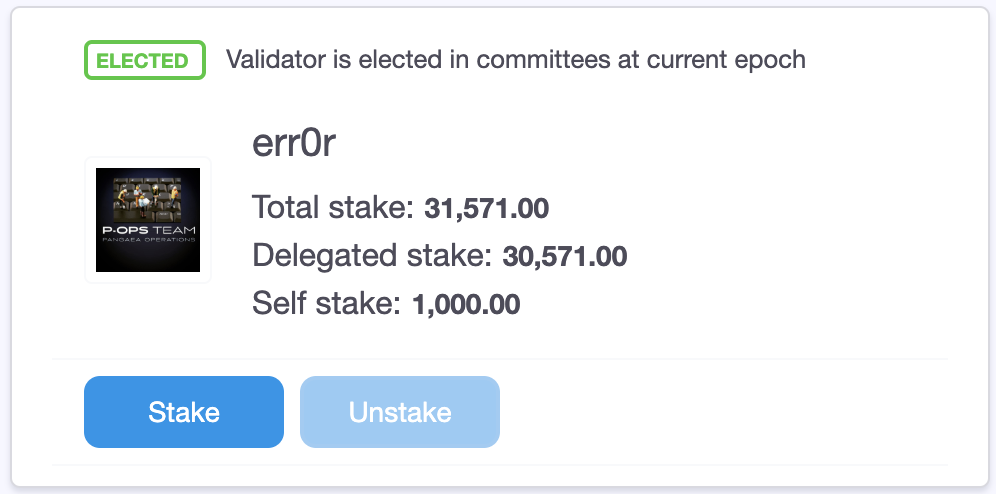 ELECTED Validator is elected in committees at current epoch
err0r
P-OPS TEAM
PANGAEA OPERATIONS
Total stake: 31,571.00
Delegated stake: 30,571.00
Self stake: 1,000.00
Stake Unstake